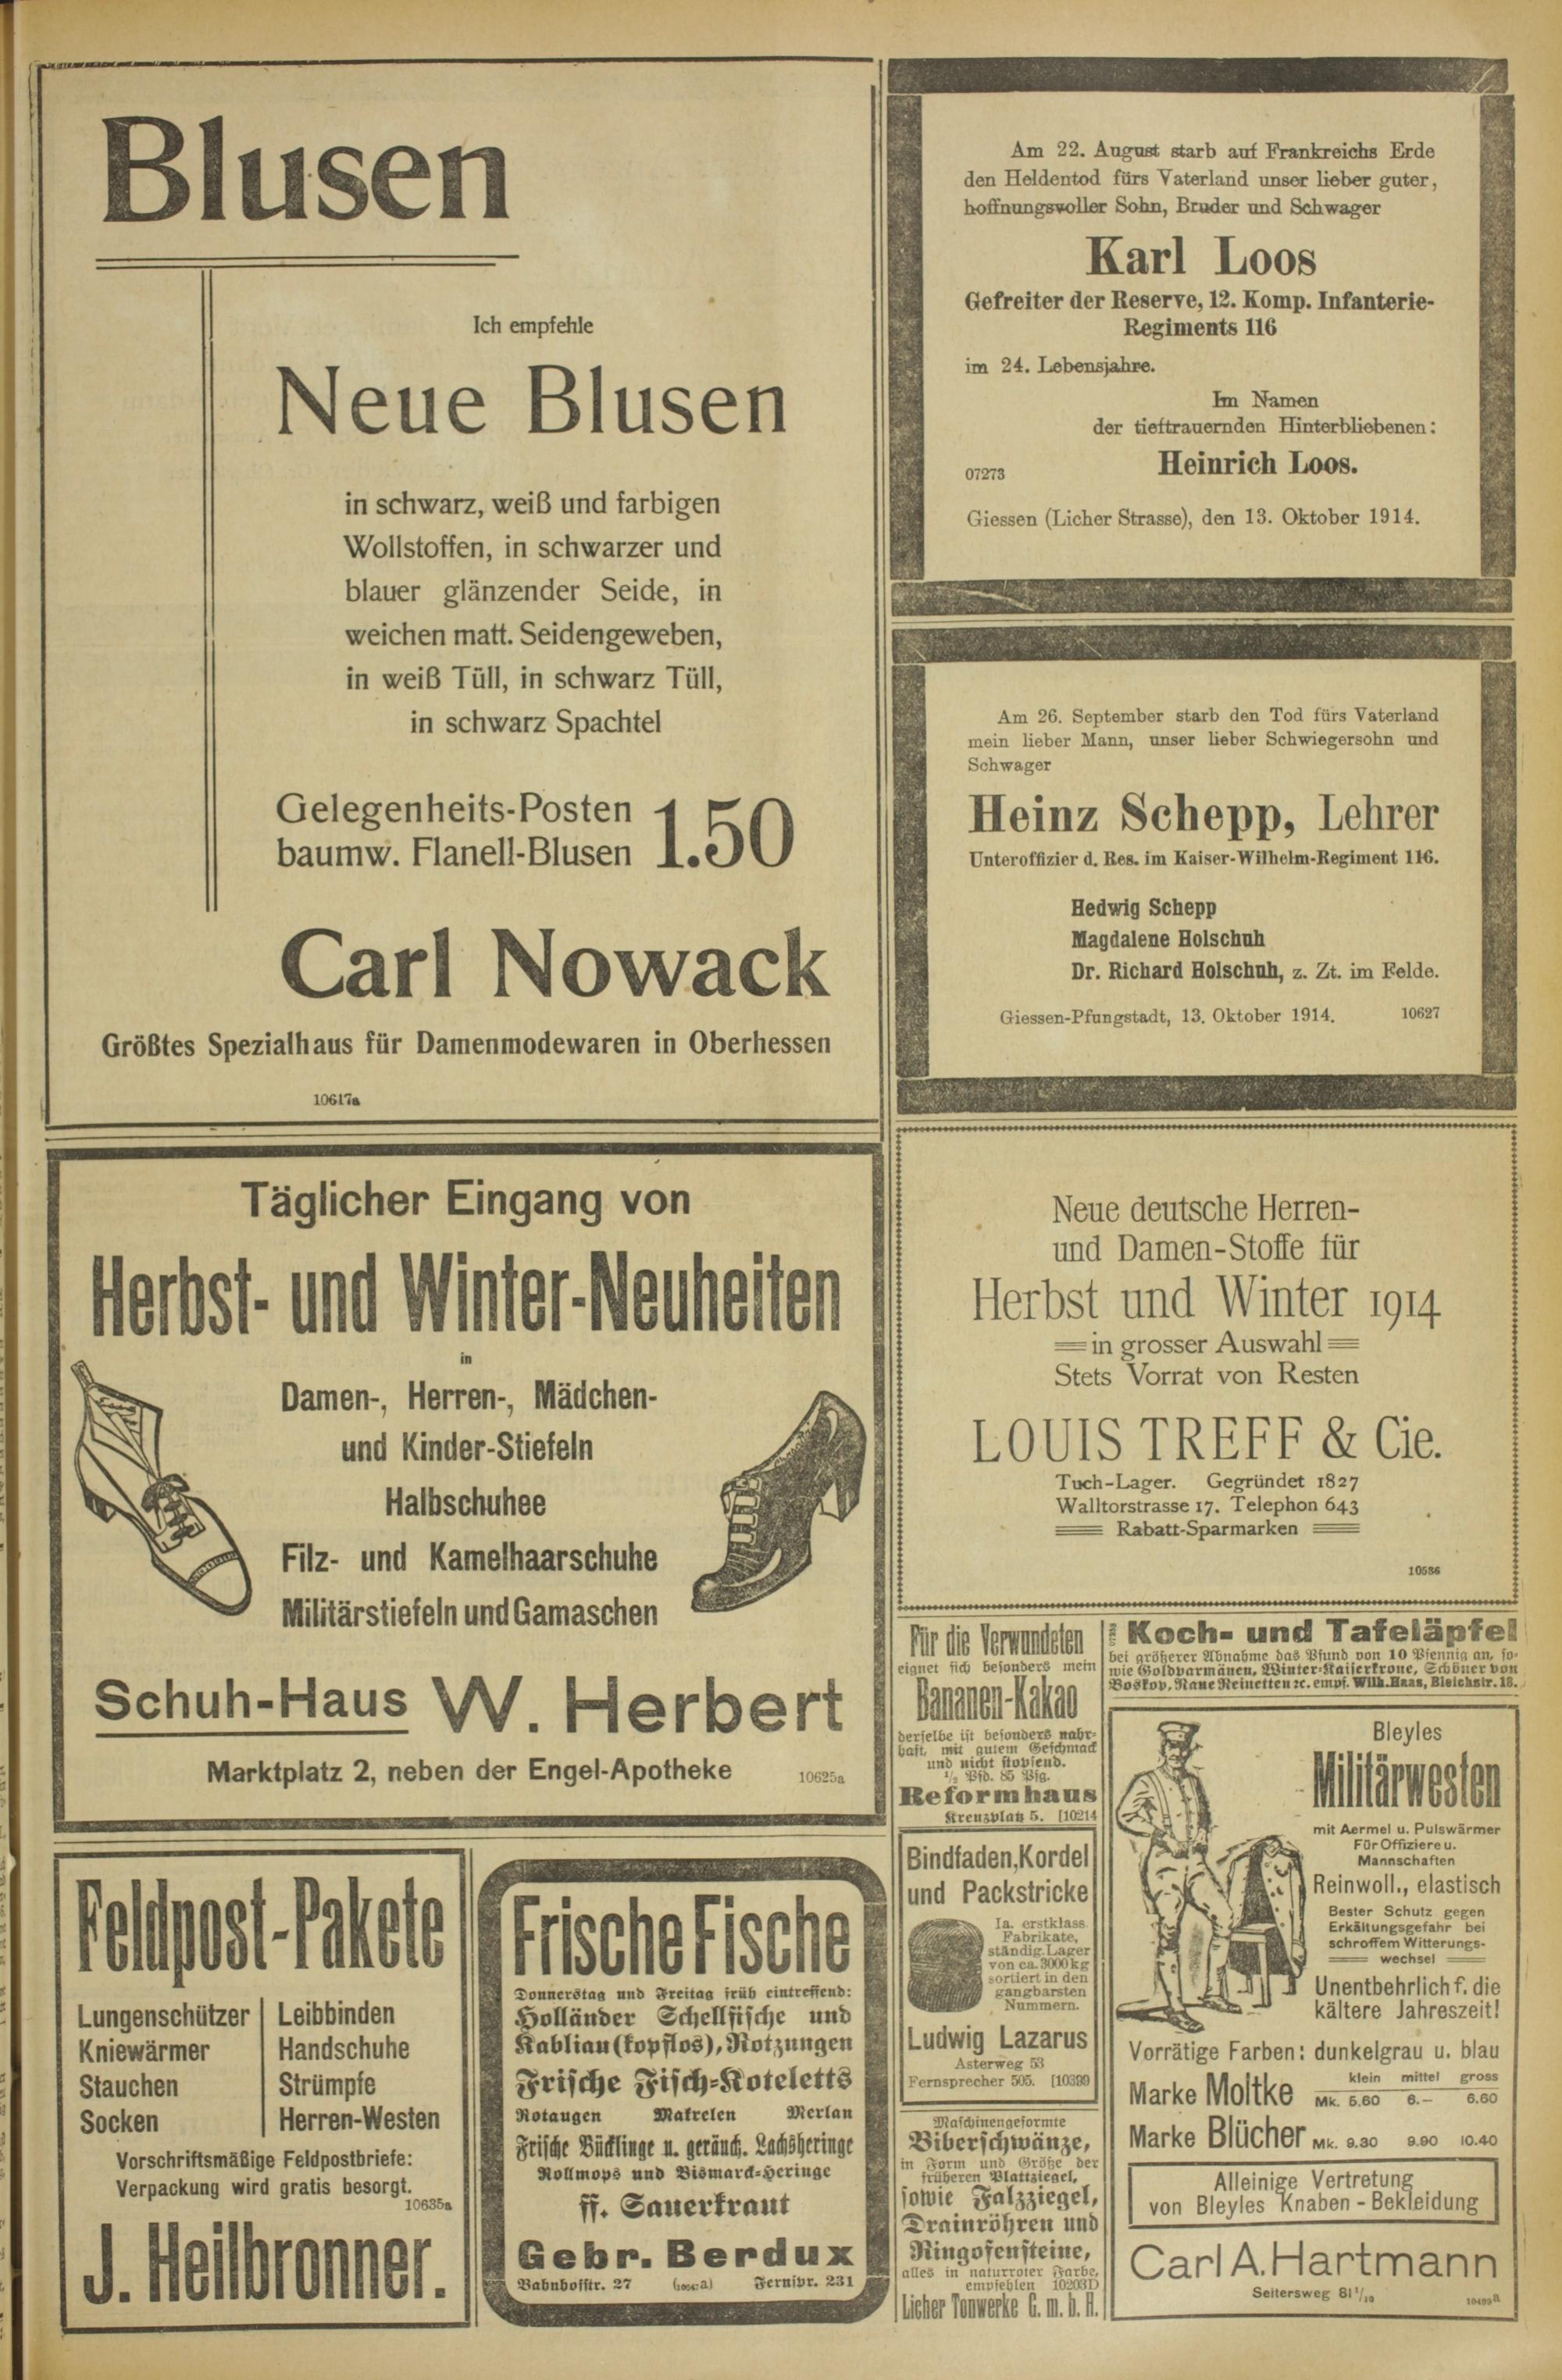 Blusen
Ich empfehle
Neue Blusen
in schwarz, weiß und farbigen
Wollstoffen, in schwarzer und
blauer glänzender Seide, in
weichen matt. Seidengeweben,
in weiß Tüll, in schwarz Tüll,
in schwarz Spachtel
Gelegenheits-Posten
baumw. Flanell-Blusen 1.50
Carl Nowack
Größtes Spezialhaus für Damenmodewaren in Oberhessen
10617a
Am 22. August starb auf Frankreichs Erde
den Heldentod fürs Vaterland unser lieber guter,
hoffnungsvoller Sohn, Bruder und Schwager
Karl Loos
Gefreiter der Reserve, 12. Komp. Infanterie-
Regiments 116
im 24. Lebensjahre.
Im Namen
der tieftrauernden Hinterbliebenen:
07273 Heinrich Loos.
Giessen (Licher Strasse), den 13. Oktober 1914.
Am 26. September starb den Tod fürs Vaterland
mein lieber Mann, unser lieber Schwiegersohn und
Schwager
Heinz Schepp, Lehrer
Unteroffizier d. Res. im Kaiser-Wilhelm-Regiment 116.
Hedwig Schepp
Magdalene Holschuh
Dr. Richard Holschuh, z. Zt. im Felde.
Giessen-Pfungstadt, 13. Oktober 1914. 10627
Täglicher Eingang von
Herbst- und Winter-Neuheiten
in
Damen-, Herren-, Mädchen-
und Kinder-Stiefeln
Halbschuhee
Filz- und Kamelhaarschuhe
Militärstiefeln und Gamaschen
Schuh-Haus W. Herbert
Marktplatz 2, neben der Engel-Apotheke 10625a
Neue deutsche Herren-
und Damen-Stoffe für
Herbst und Winter 1914
in grosser Auswahl
Stets Vorrat von Resten
LOUIS TREFF & Cie.
Tuch-Lager. Gegründet 1827
Walltorstrasse 17. Telephon 643
Rabatt-Sparmarken
10586
Feldpost-Pakete
Lungenschützer
Kniewärmer
Stauchen
Socken
Leibbinden
Handschuhe
Strümpfe
Herren-Westen
Vorschriftsmäßige Feldpostbriefe:
Verpackung wird gratis besorgt.
10635a
J. Heilbronner.
Frische Fische
Donnerstag und Freitag früh eintreffend:
Holländer Schellfische und
Kabliau (kopflos), Rotzungen
Frische Fisch-Koteletts
Rotaugen Makrelen Merlan
Frische Bücklinge u. geräuch. Lachsheringe
Rollmops und Bismarck-Heringe
ff. Sauerkraut
Gebr. Berdux
Bahnhofstr. 27 Fernspr. 231
Für die Verwundeten
eignet sich besonders mein
Bananen-Kakao
derselbe ist besonders nahr-
haft, mit gutem Geschmack
und nicht stopfend.
1/2 Pfd. 85 Pfg.
Reformhaus
Kreuzplatz 5. [10214
Bindfaden, Kordel
und Packstricke
Ia. erstklass.
Fabrikate,
ständig. Lager
von ca. 3000 kg
sortiert in den
gangbarsten
Nummern.
Ludwig Lazarus
Asterweg 53
Fernsprecher 505. [10399
Maschinengeformte
Biberschwänze,
in Form und Größe der
früheren Plattziegel,
sowie Falzziegel,
Drainröhren und
Ringofensteine,
alles in naturroter Farbe,
empfehlen 10203D
Licher Tonwerke G. m. b. H.
Koch- und Tafeläpfel
bei größerer Abnahme das Pfund von 10 Pfennig an, so-
wie Goldparmänen, Winter-Kaiserkrone, Schöner von
Boskop, Raue Reinetten ꝛc. empf. Wilh. Haas, Bleichstr. 18.
Bleyles
Militärwesten
mit Aermel u. Pulswärmer
Für Offiziere u.
Mannschaften
Reinwoll., elastisch
Bester Schutz gegen
Erkältungsgefahr bei
schroffem Witterungs-
wechsel
Unentbehrlich f. die
kältere Jahreszeit!
Vorrätige Farben: dunkelgrau u. blau
klein mittel gross
Marke Moltke Mk. 5.60 6.— 6.60
Marke Blücher Mk. 9.30 9.90 10.40
Alleinige Vertretung
von Bleyles Knaben-Bekleidung
Carl A. Hartmann
Seltersweg 81 1/10